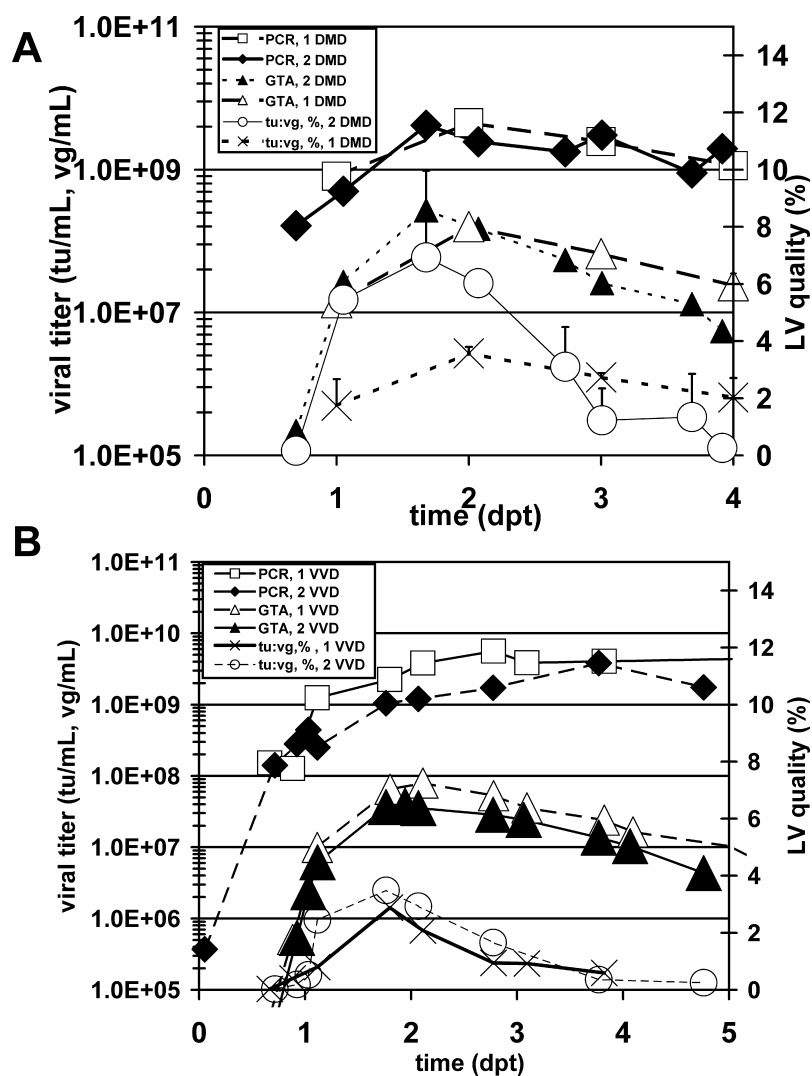 A
1.0E+11
1.0E+09
1.0E+07
1.0E+05
viral titer (tu/mL, vg/mL)
PCR, 1 DMD
PCR, 2 DMD
GTA, 2 DMD
GTA, 1 DMD
tu:vg, %, 2 DMD
tu:vg, %, 1 DMD
14
12
10
8
6
4
2
0
LV quality (%)
0 1 2 3 4
time (dpt)
B
1.0E+11
1.0E+10
1.0E+09
1.0E+08
1.0E+07
1.0E+06
1.0E+05
viral titer (tu/mL, vg/mL)
PCR, 1 VVD
PCR, 2 VVD
GTA, 1 VVD
GTA, 2 VVD
tu:vg,% , 1 VVD
tu:vg, %, 2 VVD
14
12
10
8
6
4
2
0
LV quality (%)
0 1 2 3 4 5
time (dpt)